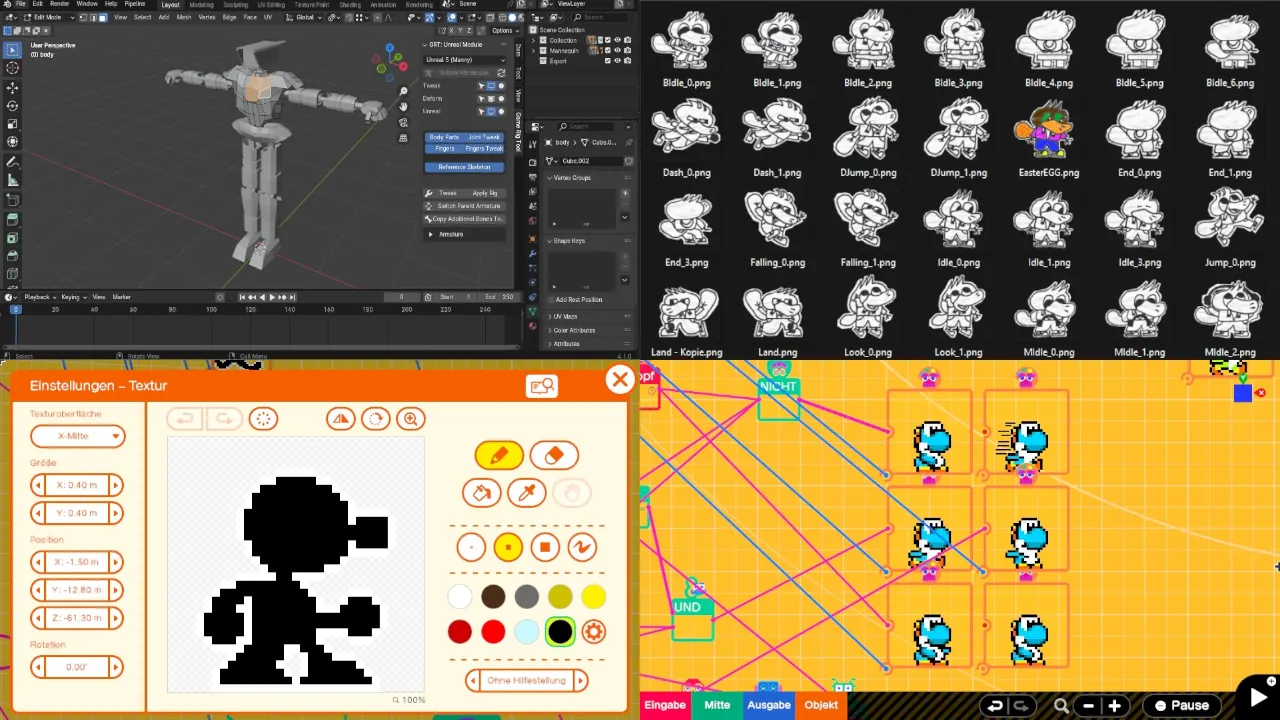 File Edit Render Window Help Pipeline Layout Modeling Sculpting UV Editing Texture Paint Shading Animation Rendering Scene ViewLayer
Edit Mode View Select Add Mesh Vertex Edge Face UV Global Search
X Y Z Options
User Perspective
(0) body
GRT: Unreal Module
Unreal 5 (Manny)
Tweak
Deform
Unreal
Body Parts Joint Tweak
Fingers Fingers Tweak
Reference Skeleton
Tweak Apply Rig
Switch Parent Armature
Copy Additional Bones To...
Armature
Item
Tool
View
Game Rig Tool
Scene Collection
Collection
Mannequin
Export
Search
body Cube.0...
Cube.002
Vertex Groups
Shape Keys
Add Rest Position
UV Maps
Color Attributes
Attributes
Playback Keying View Marker 0 Start 1 End 250
0 20 40 60 80 100 120 140 160 180 200 220 240
Select Rotate View Call Menu 4.1.0
BIdle_0.png BIdle_1.png BIdle_2.png BIdle_3.png BIdle_4.png BIdle_5.png BIdle_6.png
Dash_0.png Dash_1.png DJump_0.png DJump_1.png EasterEGG.png End_0.png End_1.png
End_3.png Falling_0.png Falling_1.png Idle_0.png Idle_1.png Idle_3.png Jump_0.png
Land - Kopie.png Land.png Look_0.png Look_1.png MIdle_0.png MIdle_1.png MIdle_2.png
Einstellungen – Textur
Texturoberfläche
X-Mitte
Größe
X: 0.40 m
Y: 0.40 m
Position
X: -1.50 m
Y: -12.80 m
Z: -61.30 m
Rotation
0.00°
Ohne Hilfestellung
100%
opf
NICHT
UND
Eingabe Mitte Ausgabe Objekt Pause